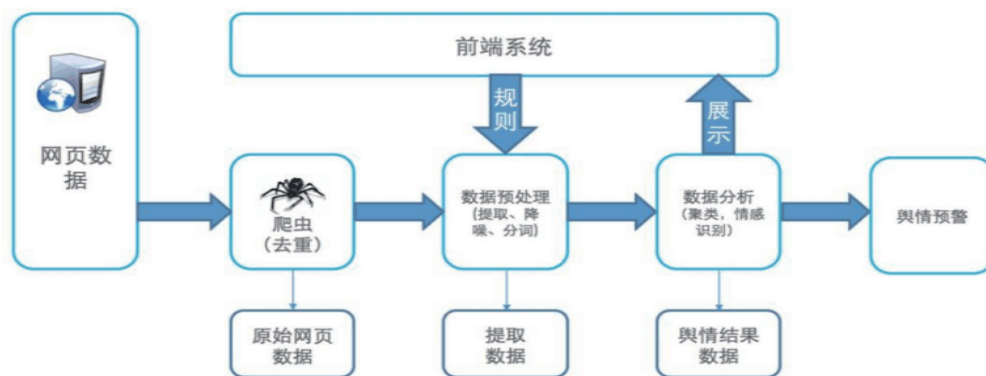 前端系统
网页数
据
规
则
展
示
爬虫
（去重）
数据预处理
(提取、降
噪、分词)
数据分析
（聚类，情感
识别）
舆情预警
原始网页
数据
提取
数据
舆情结果
数据